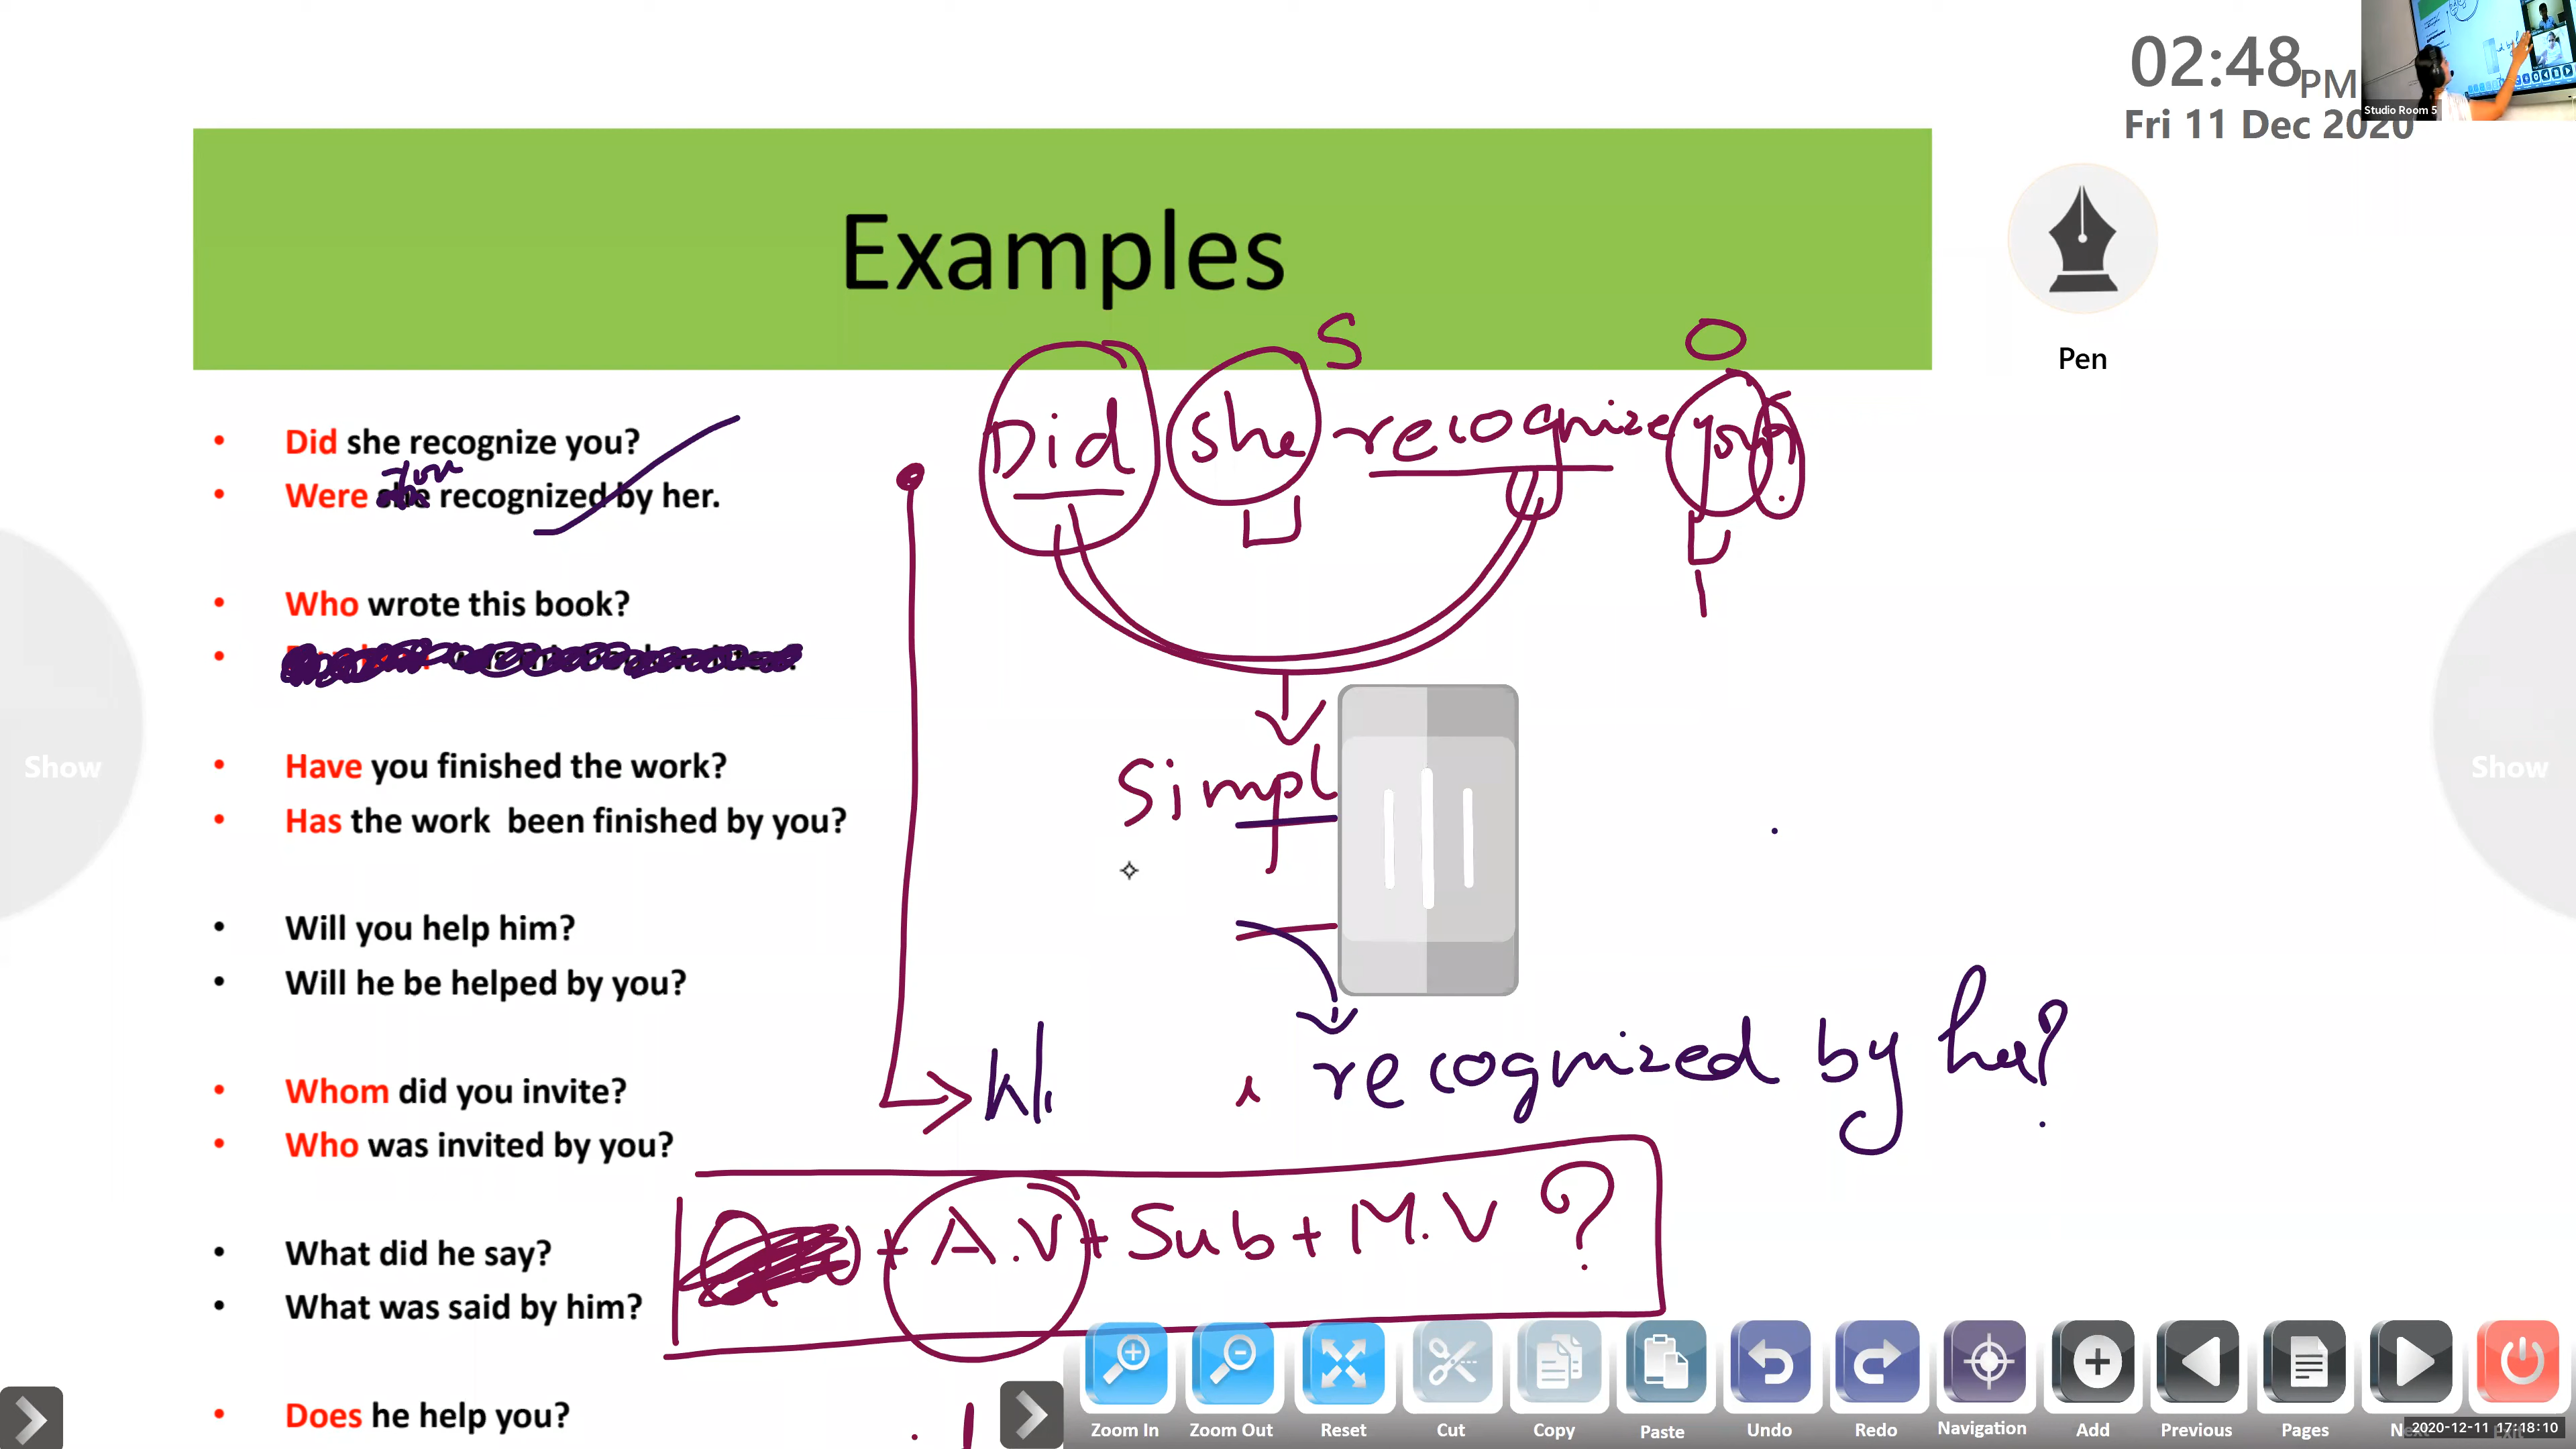 02:48 PM
Fri 11 Dec 2020
Studio Room 5
Examples
Pen
S
O
Did she recognize you?
Did she recognize you?
you
Were recognized by her.
Who wrote this book?
Simpl
Have you finished the work?
Has the work been finished by you?
Show
Show
Will you help him?
Will he be helped by you?
recognized by her?
Whom did you invite?
Who was invited by you?
+ A.V + Sub + M.V ?
What did he say?
What was said by him?
Does he help you?
Zoom In Zoom Out Reset Cut Copy Paste Undo Redo Navigation Add Previous Pages
2020-12-11 17:18:10